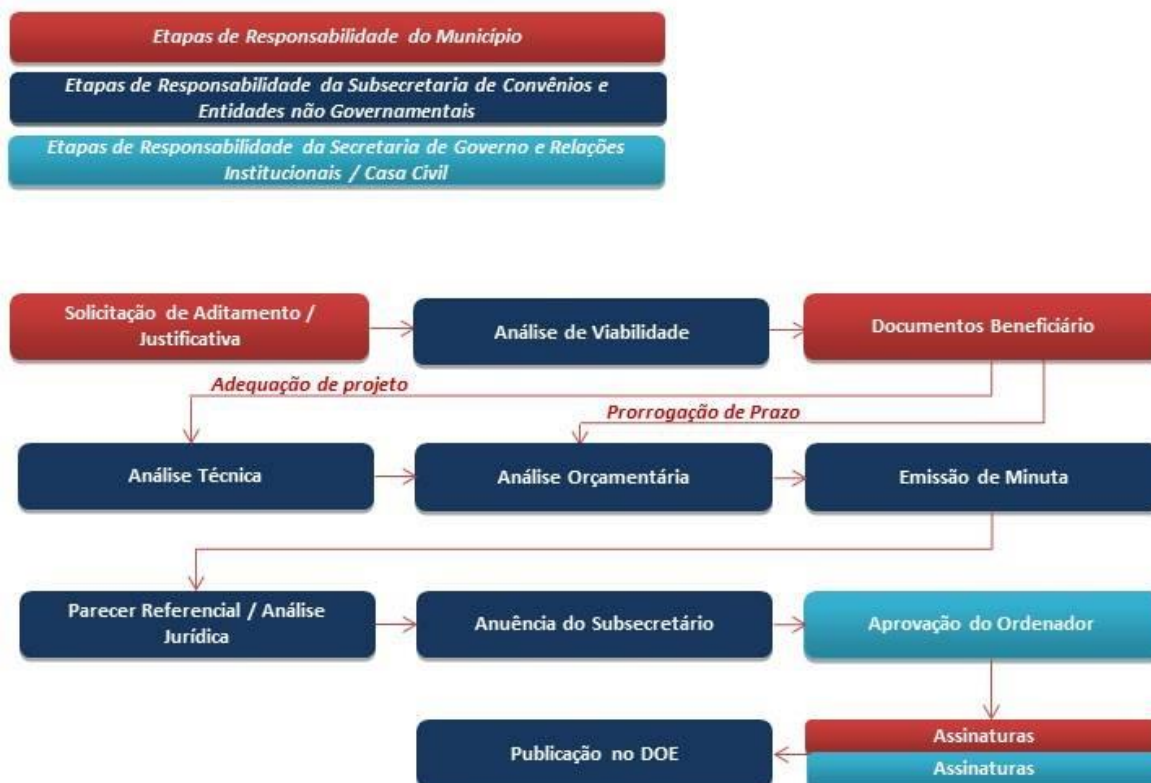 Etapas de Responsabilidade do Município
Etapas de Responsabilidade da Subsecretaria de Convênios e
Entidades não Governamentais
Etapas de Responsabilidade da Secretaria de Governo e Relações
Institucionais / Casa Civil
Solicitação de Aditamento /
Justificativa
Análise de Viabilidade
Documentos Beneficiário
Adequação de projeto
Prorrogação de Prazo
Análise Técnica
Análise Orçamentária
Emissão de Minuta
Parecer Referencial / Análise
Jurídica
Anuência do Subsecretário
Aprovação do Ordenador
Publicação no DOE
Assinaturas
Assinaturas